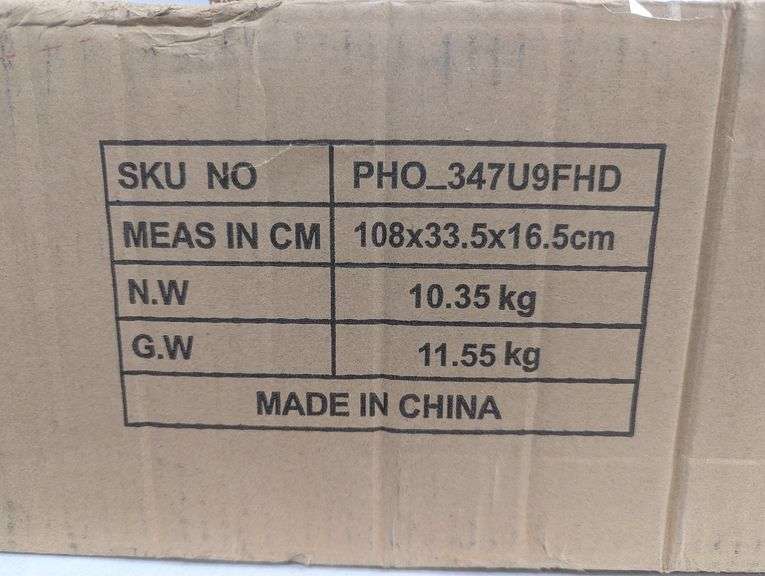 SKU NO PHO_347U9FHD
MEAS IN CM 108x33.5x16.5cm
N.W 10.35 kg
G.W 11.55 kg
MADE IN CHINA